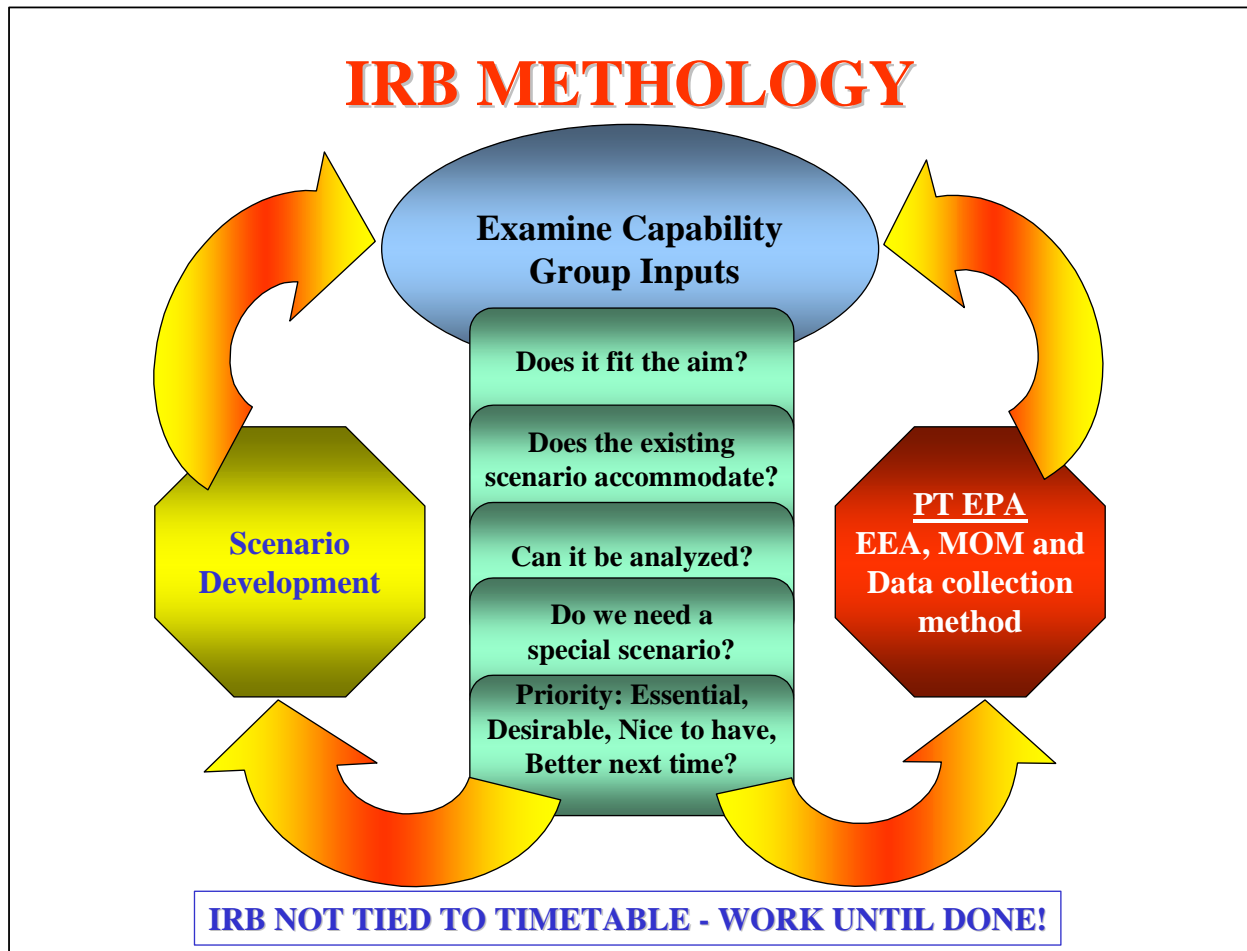 IRB METHOLOGY
Examine Capability
Group Inputs
Does it fit the aim?
Does the existing
scenario accommodate?
Can it be analyzed?
Do we need a
special scenario?
Priority: Essential,
Desirable, Nice to have,
Better next time?
Scenario
Development
PT EPA
EEA, MOM and
Data collection
method
IRB NOT TIED TO TIMETABLE - WORK UNTIL DONE!